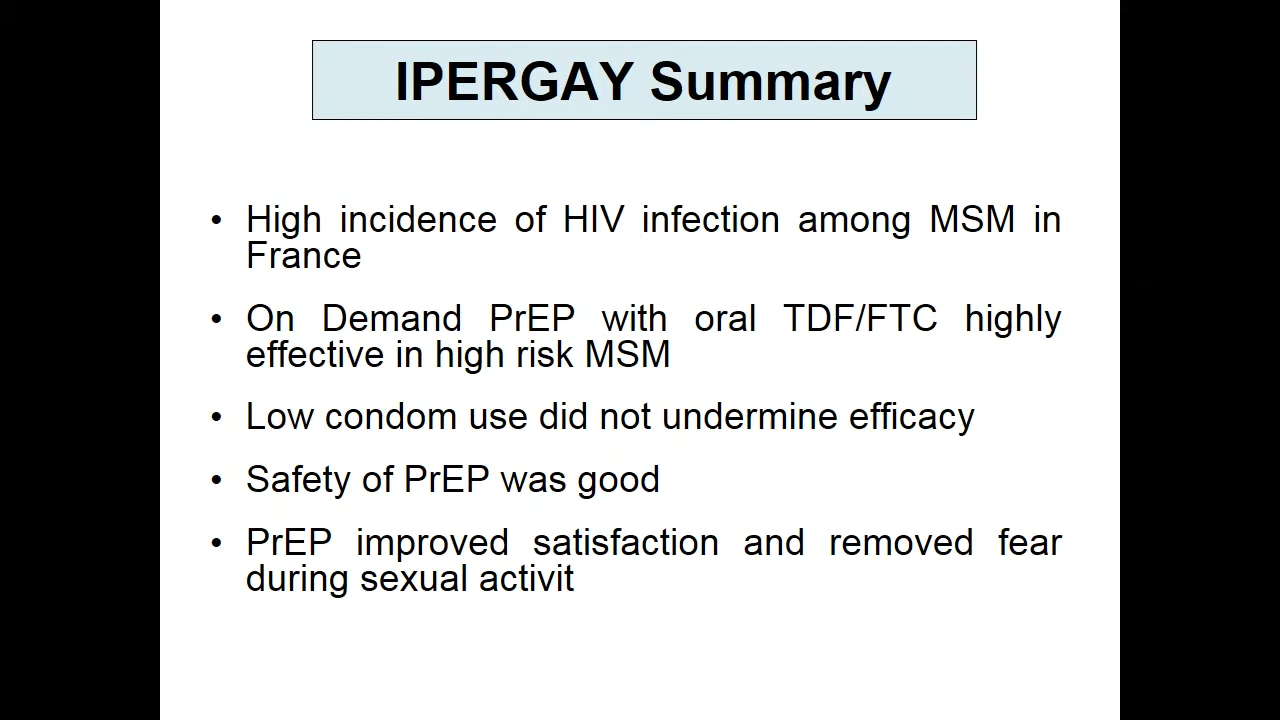 IPERGAY Summary
• High incidence of HIV infection among MSM in
France
• On Demand PrEP with oral TDF/FTC highly
effective in high risk MSM
• Low condom use did not undermine efficacy
• Safety of PrEP was good
• PrEP improved satisfaction and removed fear
during sexual activit